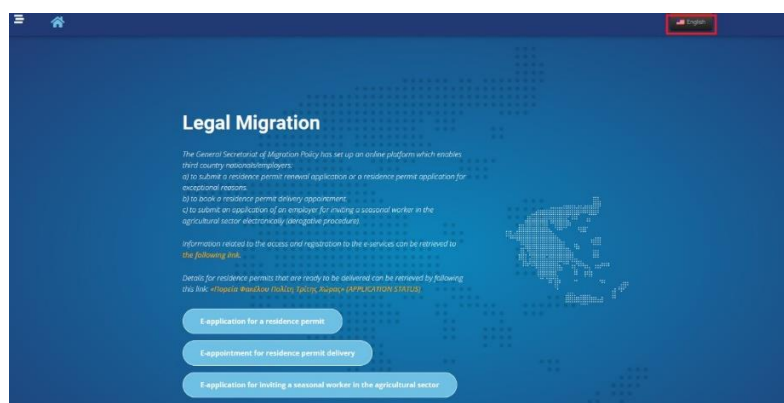 English
Legal Migration
The General Secretariat of Migration Policy has set up an online platform which enables
third country nationals/employers:
a) to submit a residence permit renewal application or a residence permit application for
exceptional reasons.
b) to book a residence permit delivery appointment.
c) to submit an application of an employer for inviting a seasonal worker in the
agricultural sector electronically (derogative procedure)
Information related to the access and registration to the e-services can be retrieved to
the following link.
Details for residence permits that are ready to be delivered can be retrieved by following
this link: «Πορεία Φακέλου Πολίτη Τρίτης Χώρας» (APPLICATION STATUS)
E-application for a residence permit
E-appointment for residence permit delivery
E-application for inviting a seasonal worker in the agricultural sector